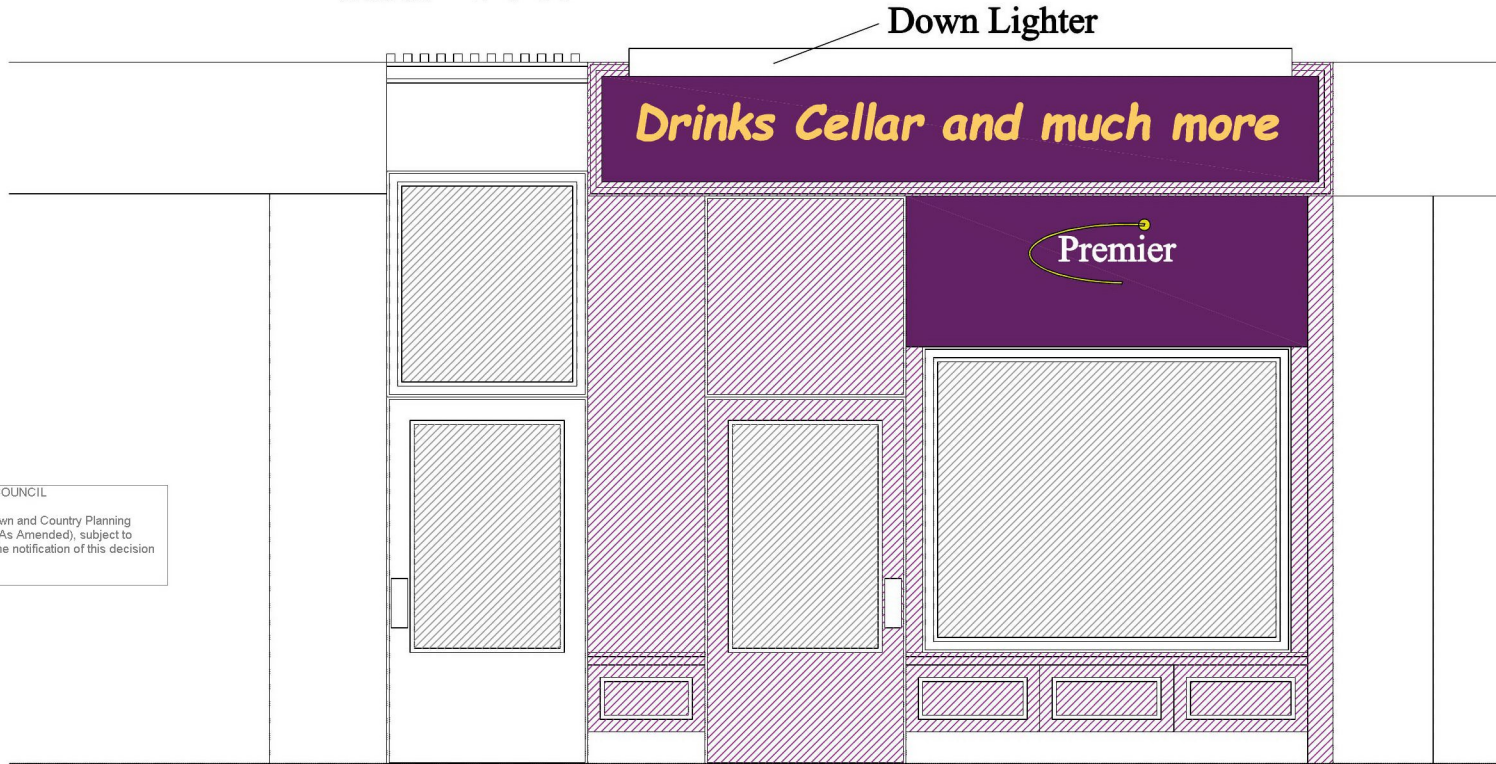 Down Lighter
Drinks Cellar and much more
Premier
OUNCIL
wn and Country Planning
As Amended), subject to
e notification of this decision